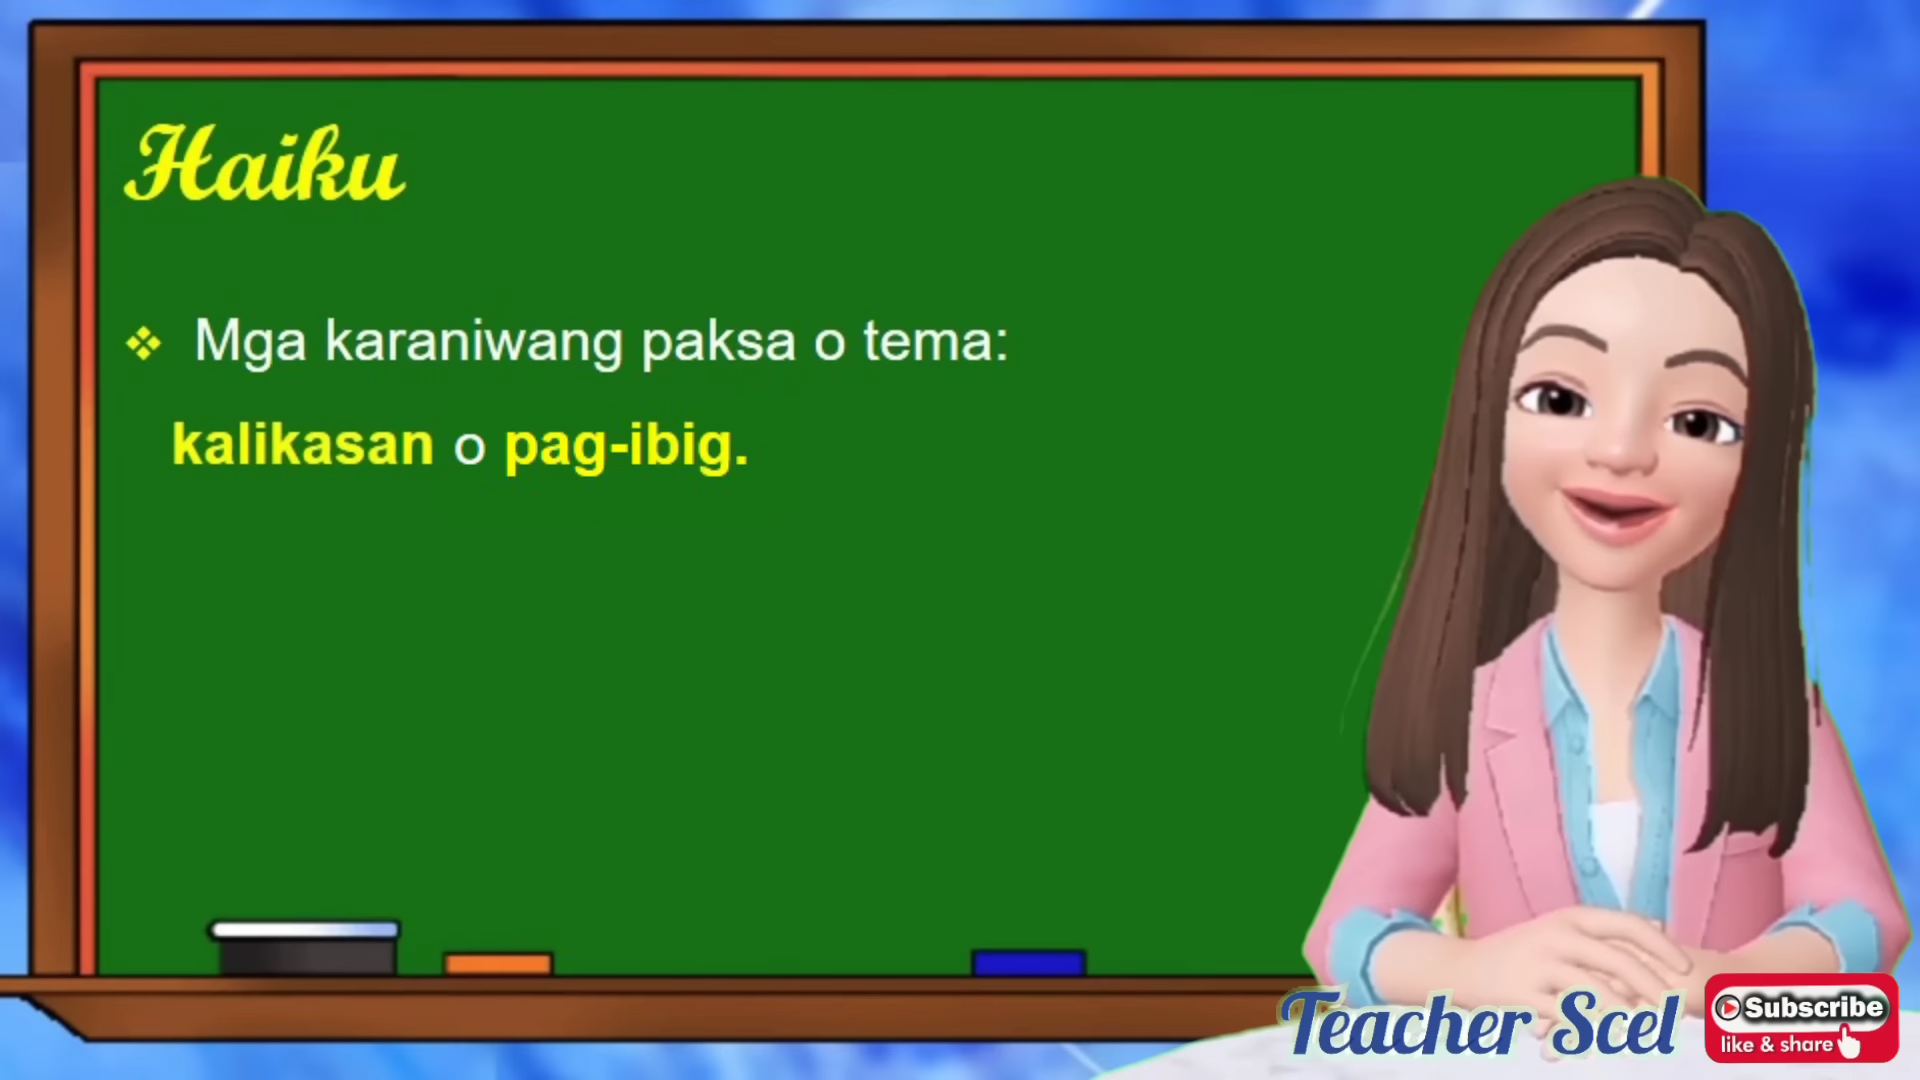 Haiku
❖ Mga karaniwang paksa o tema:
kalikasan o pag-ibig.
Teacher Scel
Subscribe
like & share